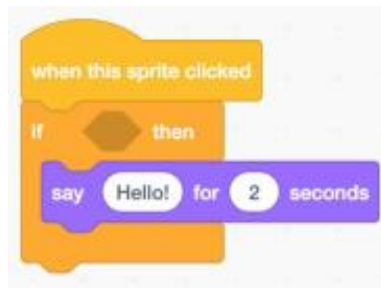 when this sprite clicked
if then
say Hello! for 2 seconds